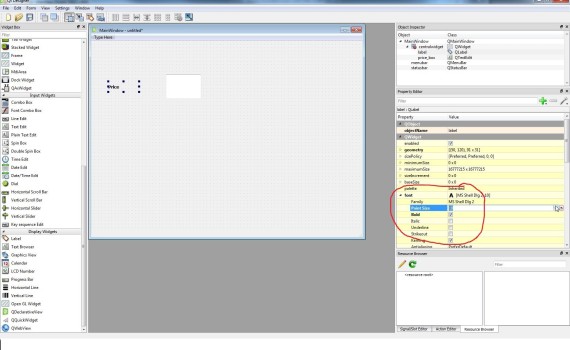 Qt Designer
File Edit Form View Settings Window Help
Widget Box
Filter
Stacked Widget
Frame
Widget
MdiArea
Dock Widget
QAxWidget
Input Widgets
Combo Box
Font Combo Box
Line Edit
Text Edit
Plain Text Edit
Spin Box
Double Spin Box
Time Edit
Date Edit
Date/Time Edit
Dial
Horizontal Scroll Bar
Vertical Scroll Bar
Horizontal Slider
Vertical Slider
Key sequence Edit
Display Widgets
Label
Text Browser
Graphics View
Calendar
LCD Number
Progress Bar
Horizontal Line
Vertical Line
Open GL Widget
QDeclarativeView
QQuickWidget
QWebView
MainWindow - untitled*
Type Here
Price
Object Inspector
Object Class
MainWindow QMainWindow
centralwidget QWidget
label QLabel
price_box QTextEdit
menubar QMenuBar
statusbar QStatusBar
Property Editor
Filter
label : QLabel
Property Value
QObject
objectName label
QWidget
enabled
geometry
sizePolicy [Preferred, Preferred, 0, 0]
minimumSize 0 x 0
maximumSize 16777215 x 16777215
sizeIncrement 0 x 0
baseSize 0 x 0
palette Inherited
font A [MS Shell Dlg 2, 10]
Family MS Shell Dlg 2
Point Size
Bold
Italic
Underline
Strikeout
Kerning
Antialiasing PreferDefault
Resource Browser
Filter
<resource root>
Signal/Slot Editor Action Editor Resource Browser